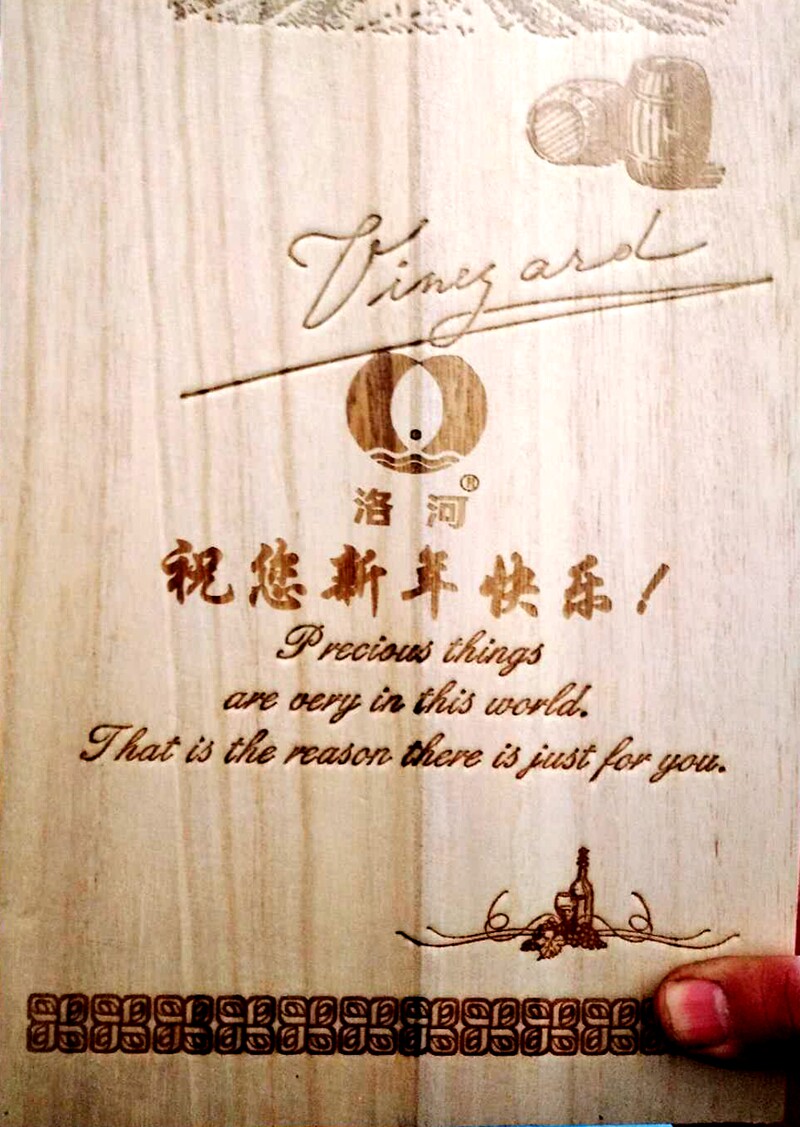 Vineyard
洛河®
祝您新年快乐!
Precious things
are very in this world.
That is the reason there is just for you.